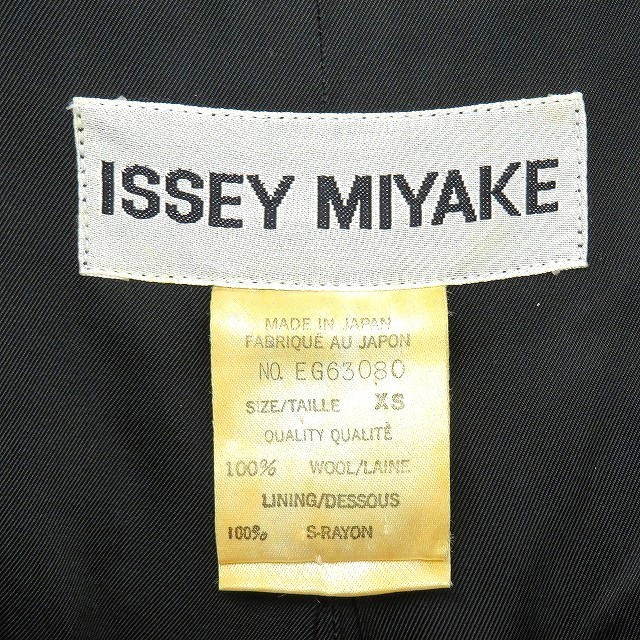 ISSEY MIYAKE
MADE IN JAPAN
FABRIQUÉ AU JAPON
NO. EG63080
SIZE/TAILLE XS
QUALITY QUALITÉ
100% WOOL/LAINE
LINING/DESSOUS
100% S-RAYON